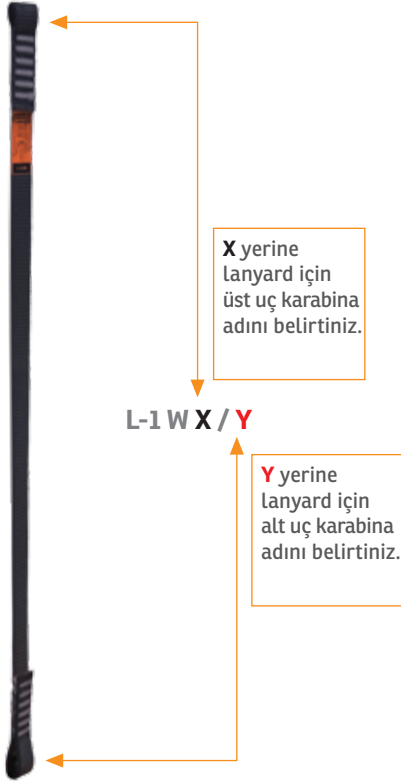 X yerine
lanyard için
üst uç karabina
adını belirtiniz.
L-1 W X / Y
Y yerine
lanyard için
alt uç karabina
adını belirtiniz.